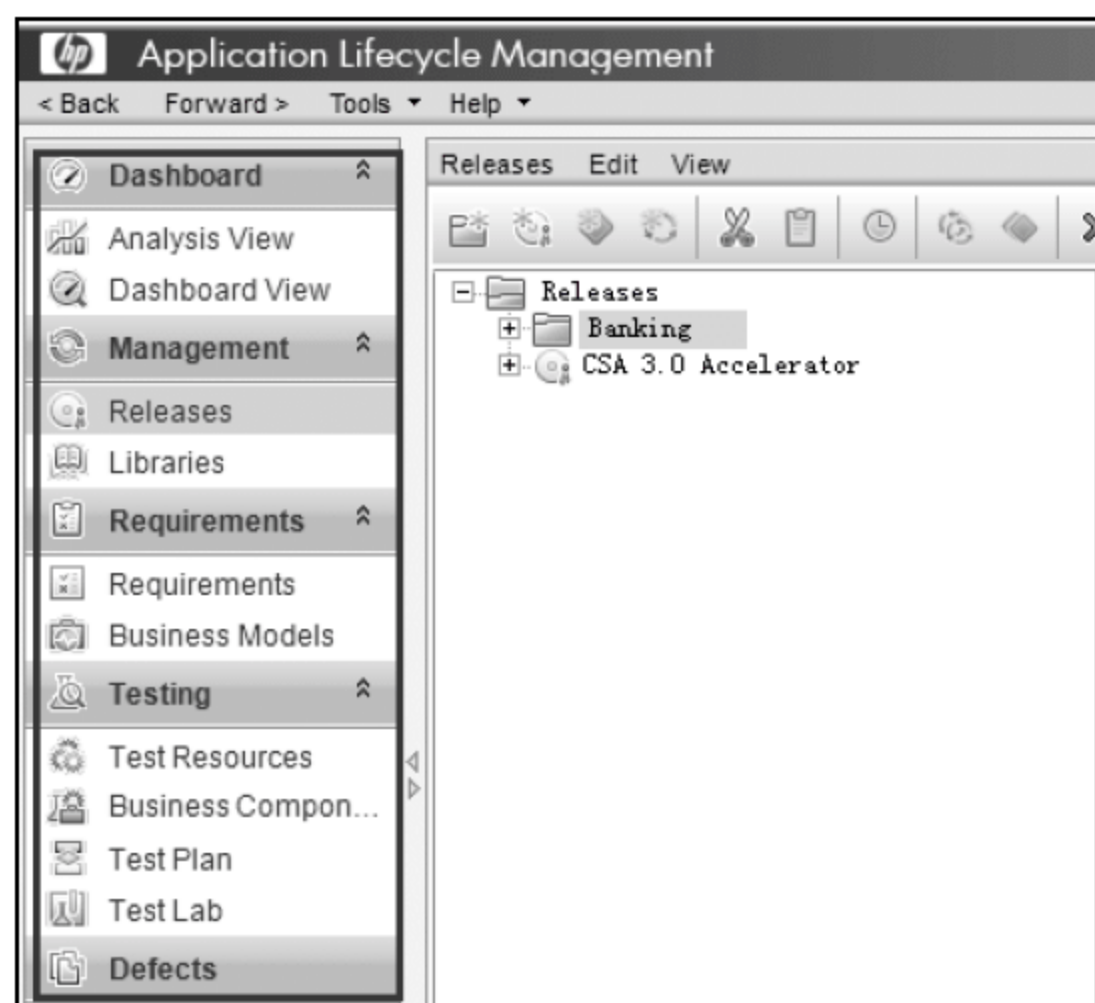 hp Application Lifecycle Management
< Back Forward > Tools Help
Dashboard
Analysis View
Dashboard View
Management
Releases
Libraries
Requirements
Requirements
Business Models
Testing
Test Resources
Business Compon...
Test Plan
Test Lab
Defects
Releases Edit View
Releases
Banking
CSA 3.0 Accelerator